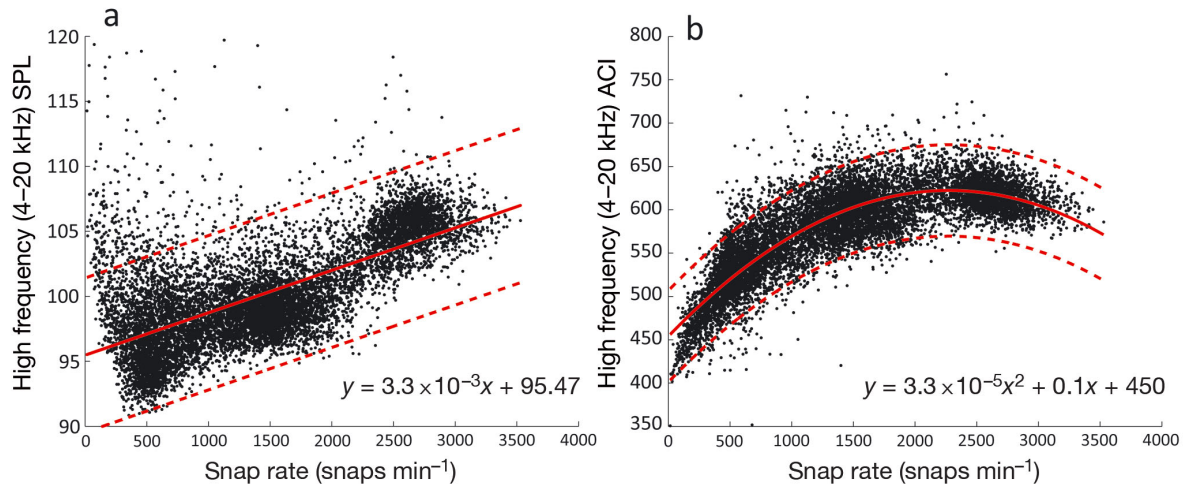 a
High frequency (4–20 kHz) SPL
120
115
110
105
100
95
90
y = 3.3 ×10⁻³x + 95.47
0 500 1000 1500 2000 2500 3000 3500 4000
Snap rate (snaps min⁻¹)
b
High frequency (4–20 kHz) ACI
800
750
700
650
600
550
500
450
400
350
y = 3.3 ×10⁻⁵x² + 0.1x + 450
0 500 1000 1500 2000 2500 3000 3500 4000
Snap rate (snaps min⁻¹)